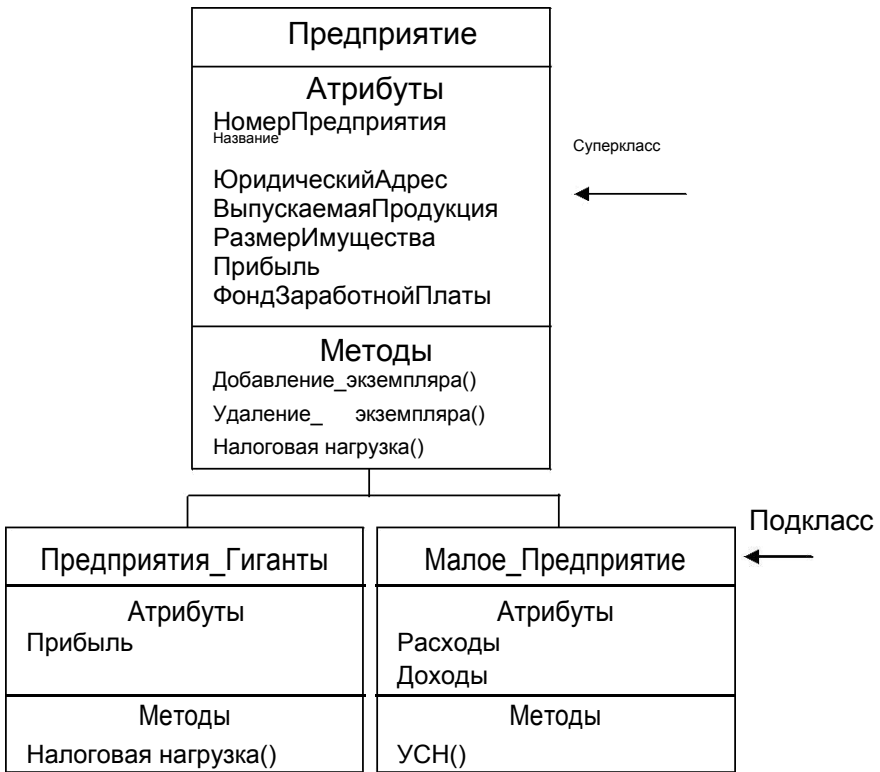 Предприятие
Атрибуты
НомерПредприятия
Название
ЮридическийАдрес
ВыпускаемаяПродукция
РазмерИмущества
Прибыль
ФондЗаработнойПлаты
Суперкласс
Методы
Добавление_экземпляра()
Удаление_ экземпляра()
Налоговая нагрузка()
Подкласс
Предприятия_Гиганты
Атрибуты
Прибыль
Методы
Налоговая нагрузка()
Малое_Предприятие
Атрибуты
Расходы
Доходы
Методы
УСН()